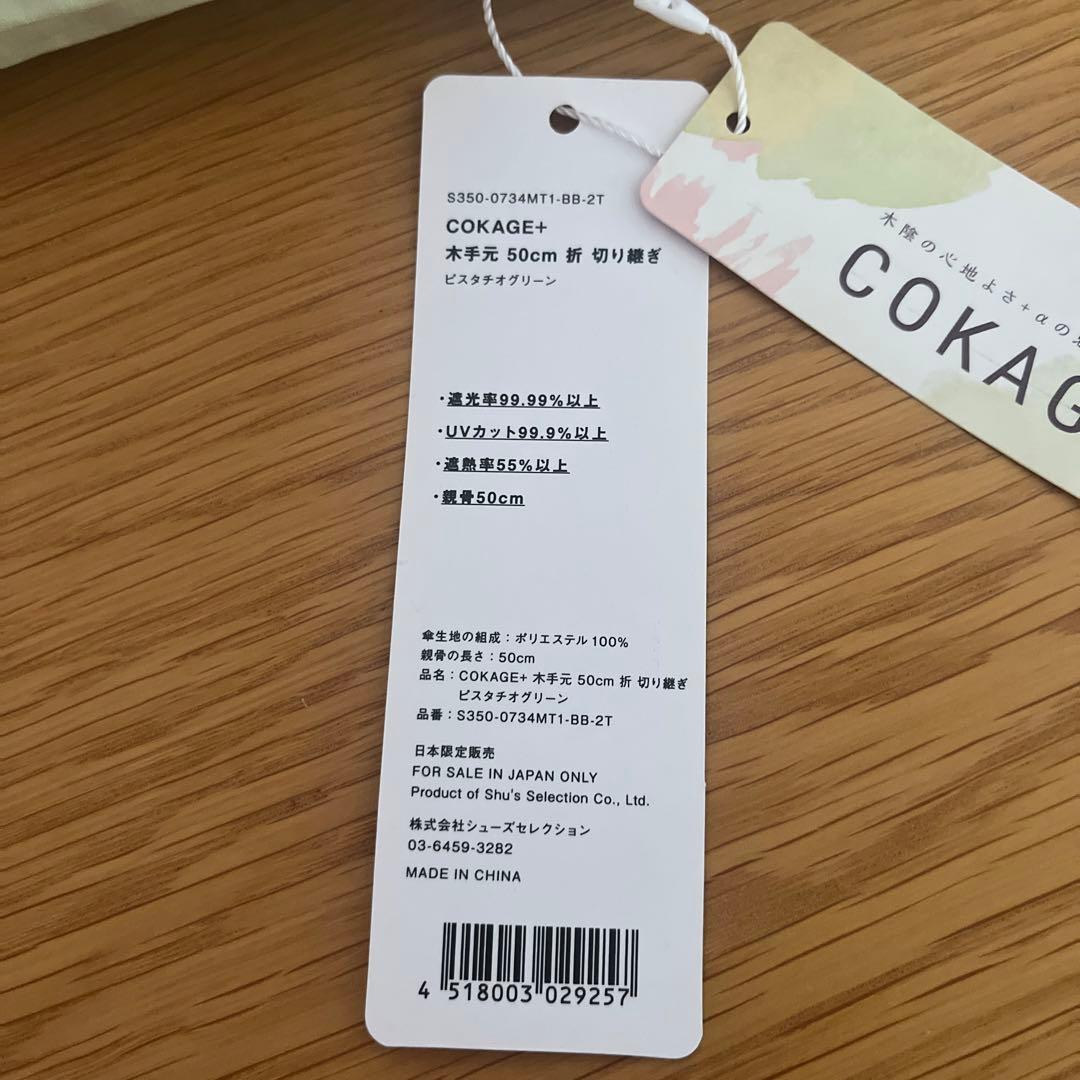 S350-0734MT1-BB-2T
COKAGE+
木手元 50cm 折 切り継ぎ
ピスタチオグリーン
・遮光率99.99%以上
・UVカット99.9%以上
・遮熱率55%以上
・親骨50cm
傘生地の組成：ポリエステル100%
親骨の長さ：50cm
品名：COKAGE+ 木手元 50cm 折 切り継ぎ
ピスタチオグリーン
品番：S350-0734MT1-BB-2T
日本限定販売
FOR SALE IN JAPAN ONLY
Product of Shu's Selection Co., Ltd.
株式会社シューズセレクション
03-6459-3282
MADE IN CHINA
4 518003 029257
木陰の心地よさ+αの
COKAG